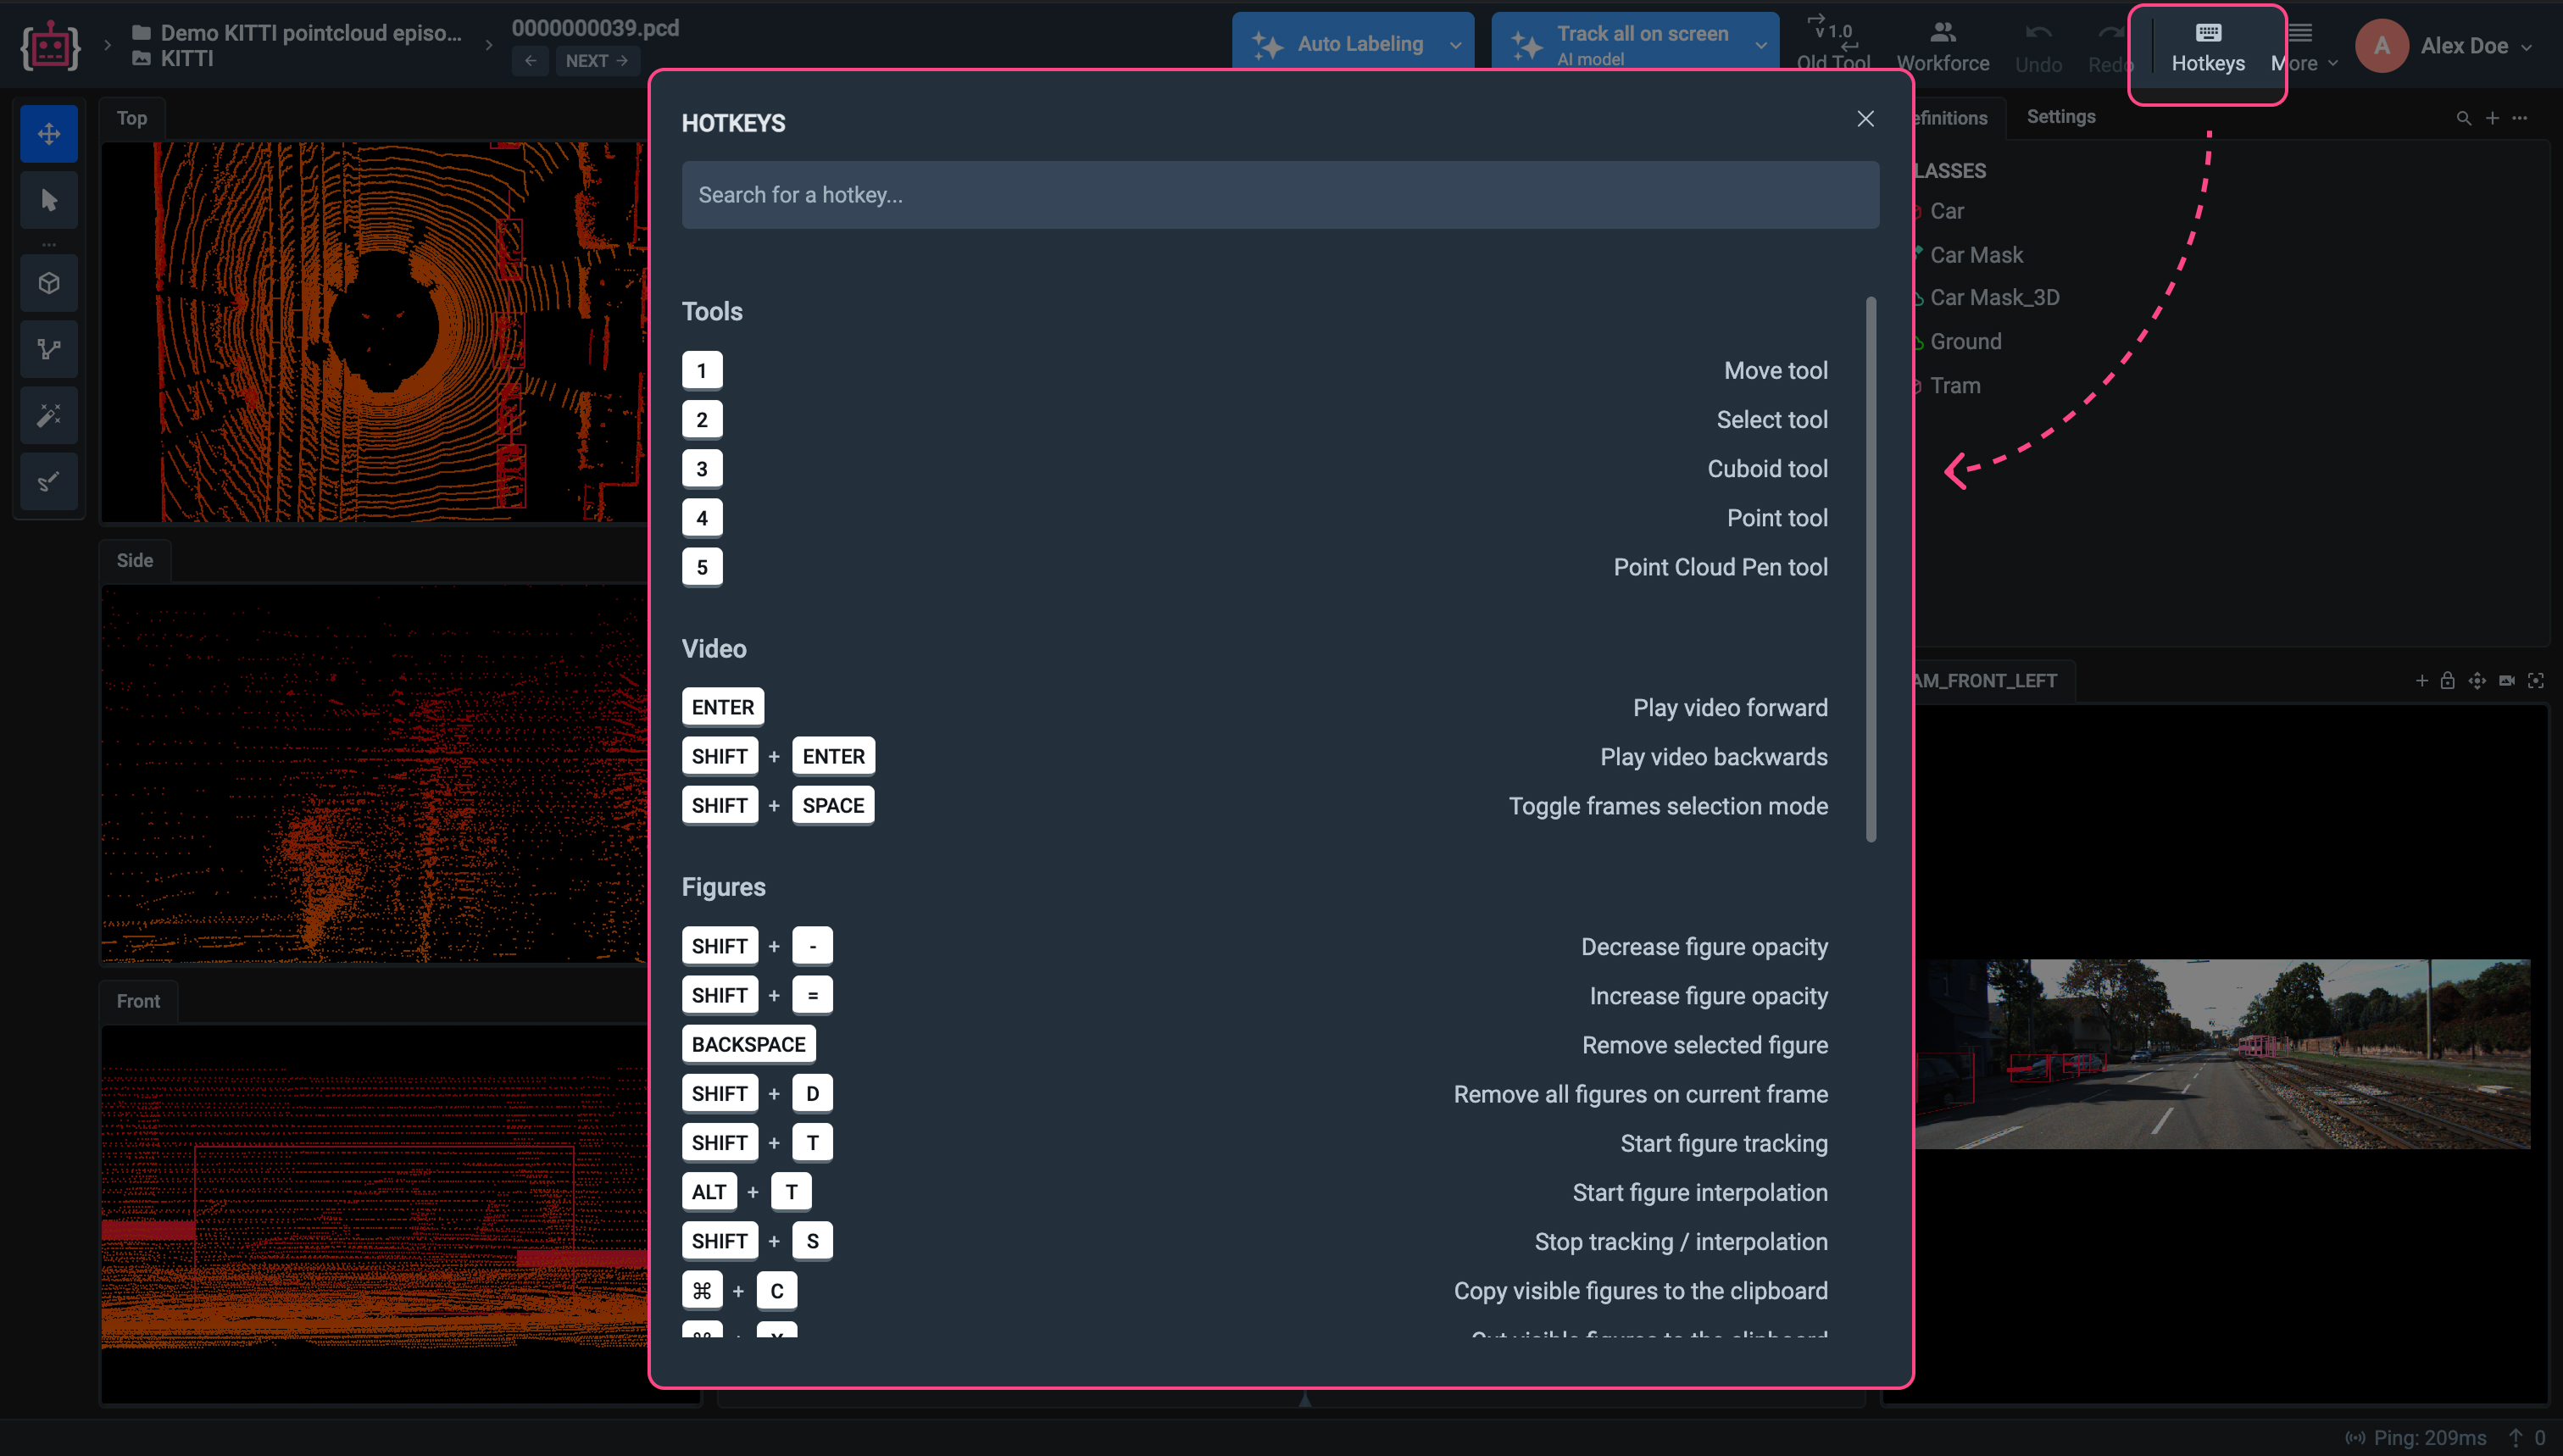 Demo KITTI pointcloud episo...
KITTI
0000000039.pcd
NEXT
Auto Labeling
Track all on screen
AI model
v 1.0
Old Tool
Workforce
Undo
Redo
Hotkeys
More
A
Alex Doe
Top
Side
Front
HOTKEYS
Search for a hotkey...
Tools
1 Move tool
2 Select tool
3 Cuboid tool
4 Point tool
5 Point Cloud Pen tool
Video
ENTER Play video forward
SHIFT + ENTER Play video backwards
SHIFT + SPACE Toggle frames selection mode
Figures
SHIFT + - Decrease figure opacity
SHIFT + = Increase figure opacity
BACKSPACE Remove selected figure
SHIFT + D Remove all figures on current frame
SHIFT + T Start figure tracking
ALT + T Start figure interpolation
SHIFT + S Stop tracking / interpolation
⌘ + C Copy visible figures to the clipboard
⌘ + X Cut visible figures to the clipboard
efinitions
Settings
LASSES
Car
Car Mask
Car Mask_3D
Ground
Tram
AM_FRONT_LEFT
Ping: 209ms
0